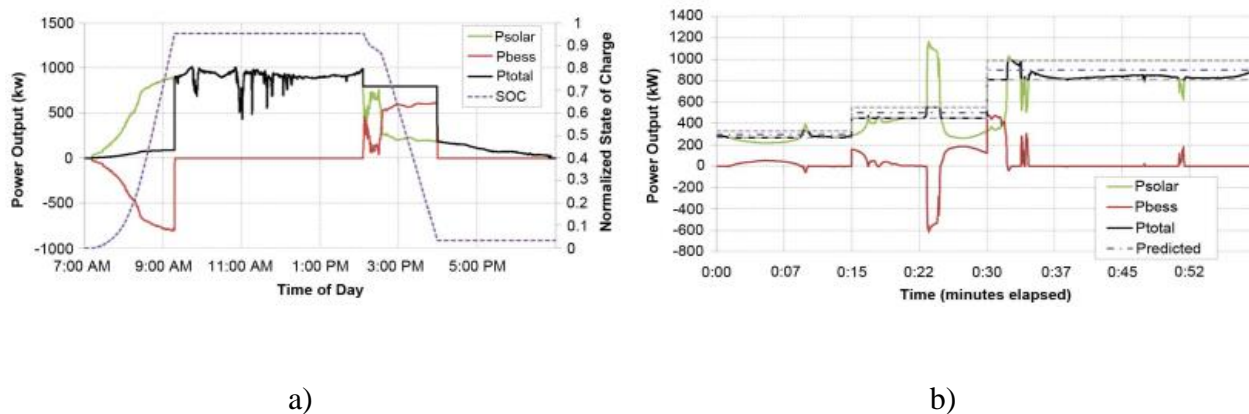 1500
1000
500
0
-500
-1000
Power Output (kw)
1
0.9
0.8
0.7
0.6
0.5
0.4
0.3
0.2
0.1
0
Normalized State of Charge
Psolar
Pbess
Ptotal
SOC
7:00 AM 9:00 AM 11:00 AM 1:00 PM 3:00 PM 5:00 PM
Time of Day
a)
1400
1200
1000
800
600
400
200
0
-200
-400
-600
-800
Power Output (kW)
Psolar
Pbess
Ptotal
Predicted
0:00 0:07 0:15 0:22 0:30 0:37 0:45 0:52
Time (minutes elapsed)
b)